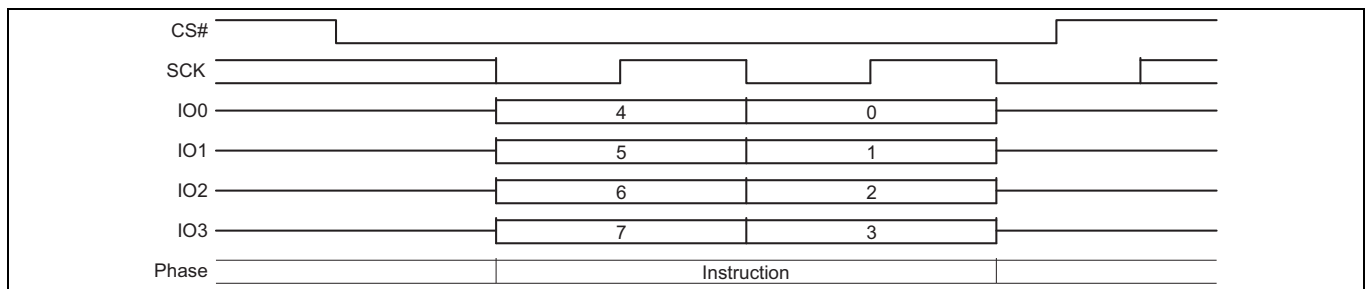 CS#
SCK
IO0 4 0
IO1 5 1
IO2 6 2
IO3 7 3
Phase Instruction